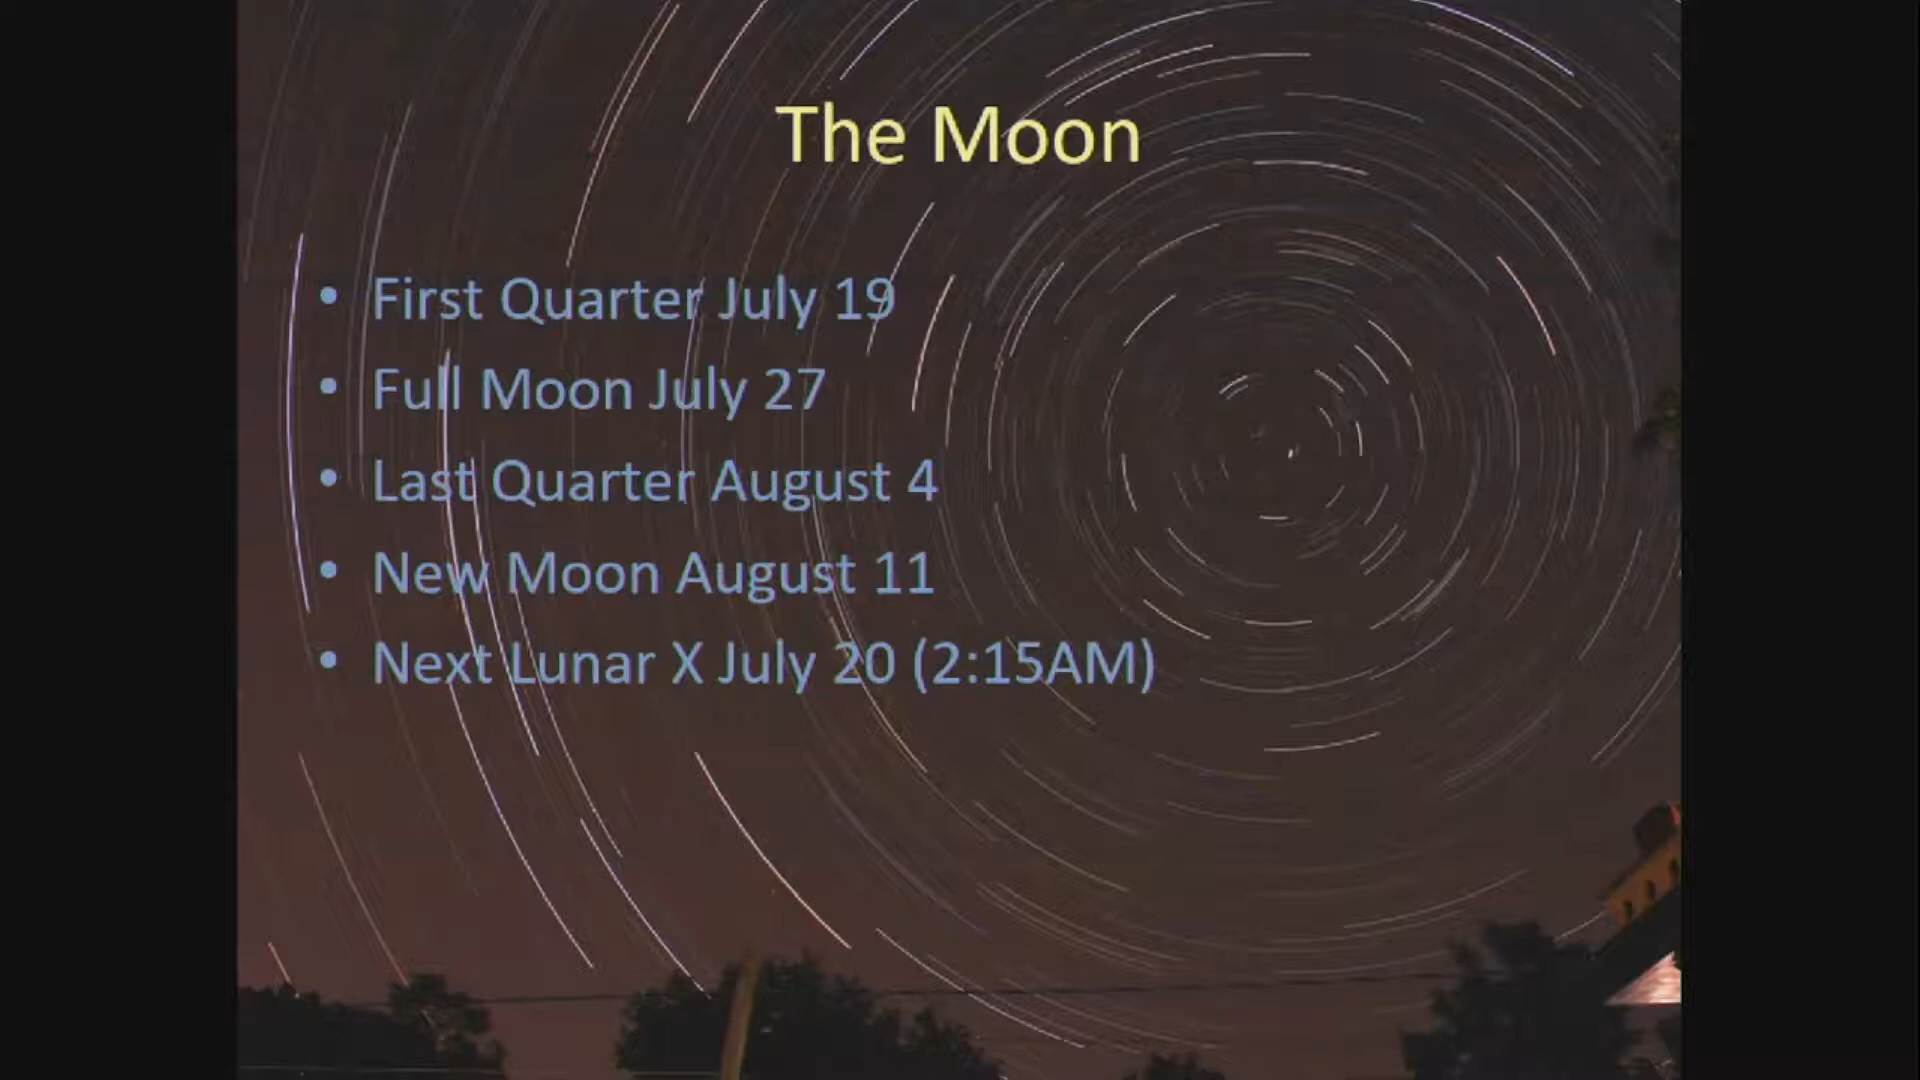 The Moon
• First Quarter July 19
• Full Moon July 27
• Last Quarter August 4
• New Moon August 11
• Next Lunar X July 20 (2:15AM)